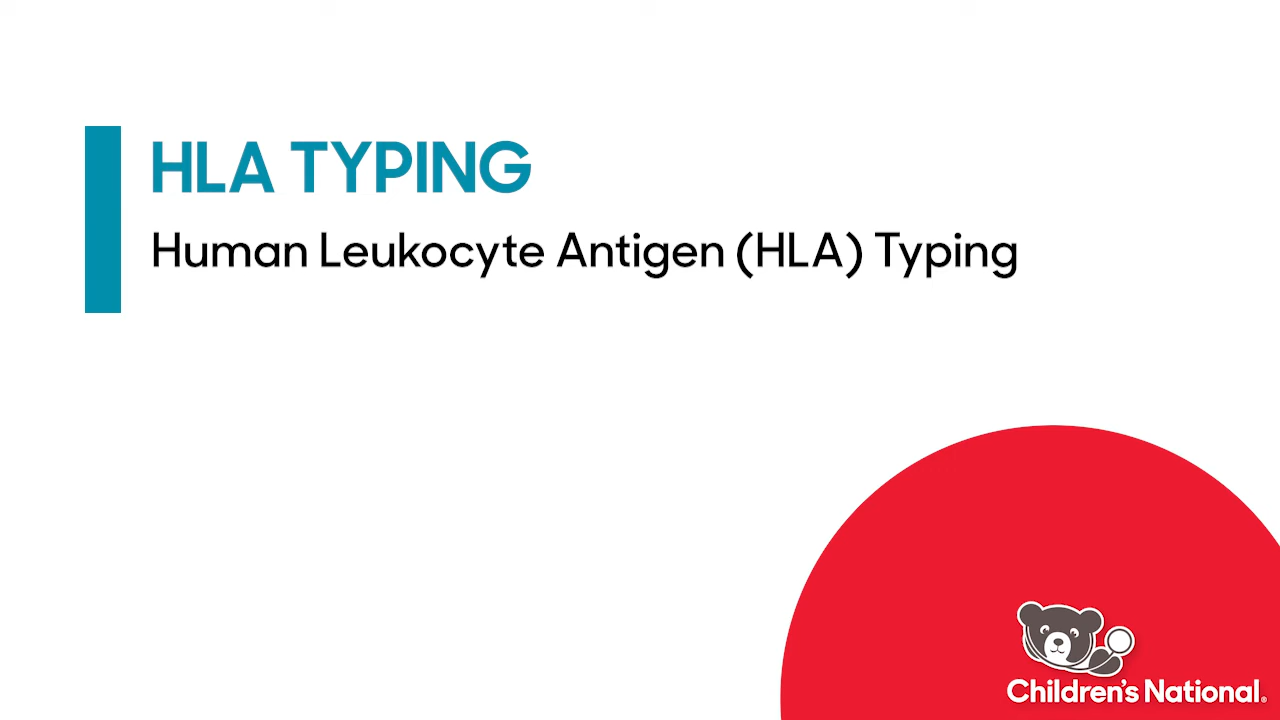 HLA TYPING
Human Leukocyte Antigen (HLA) Typing
Children's National®